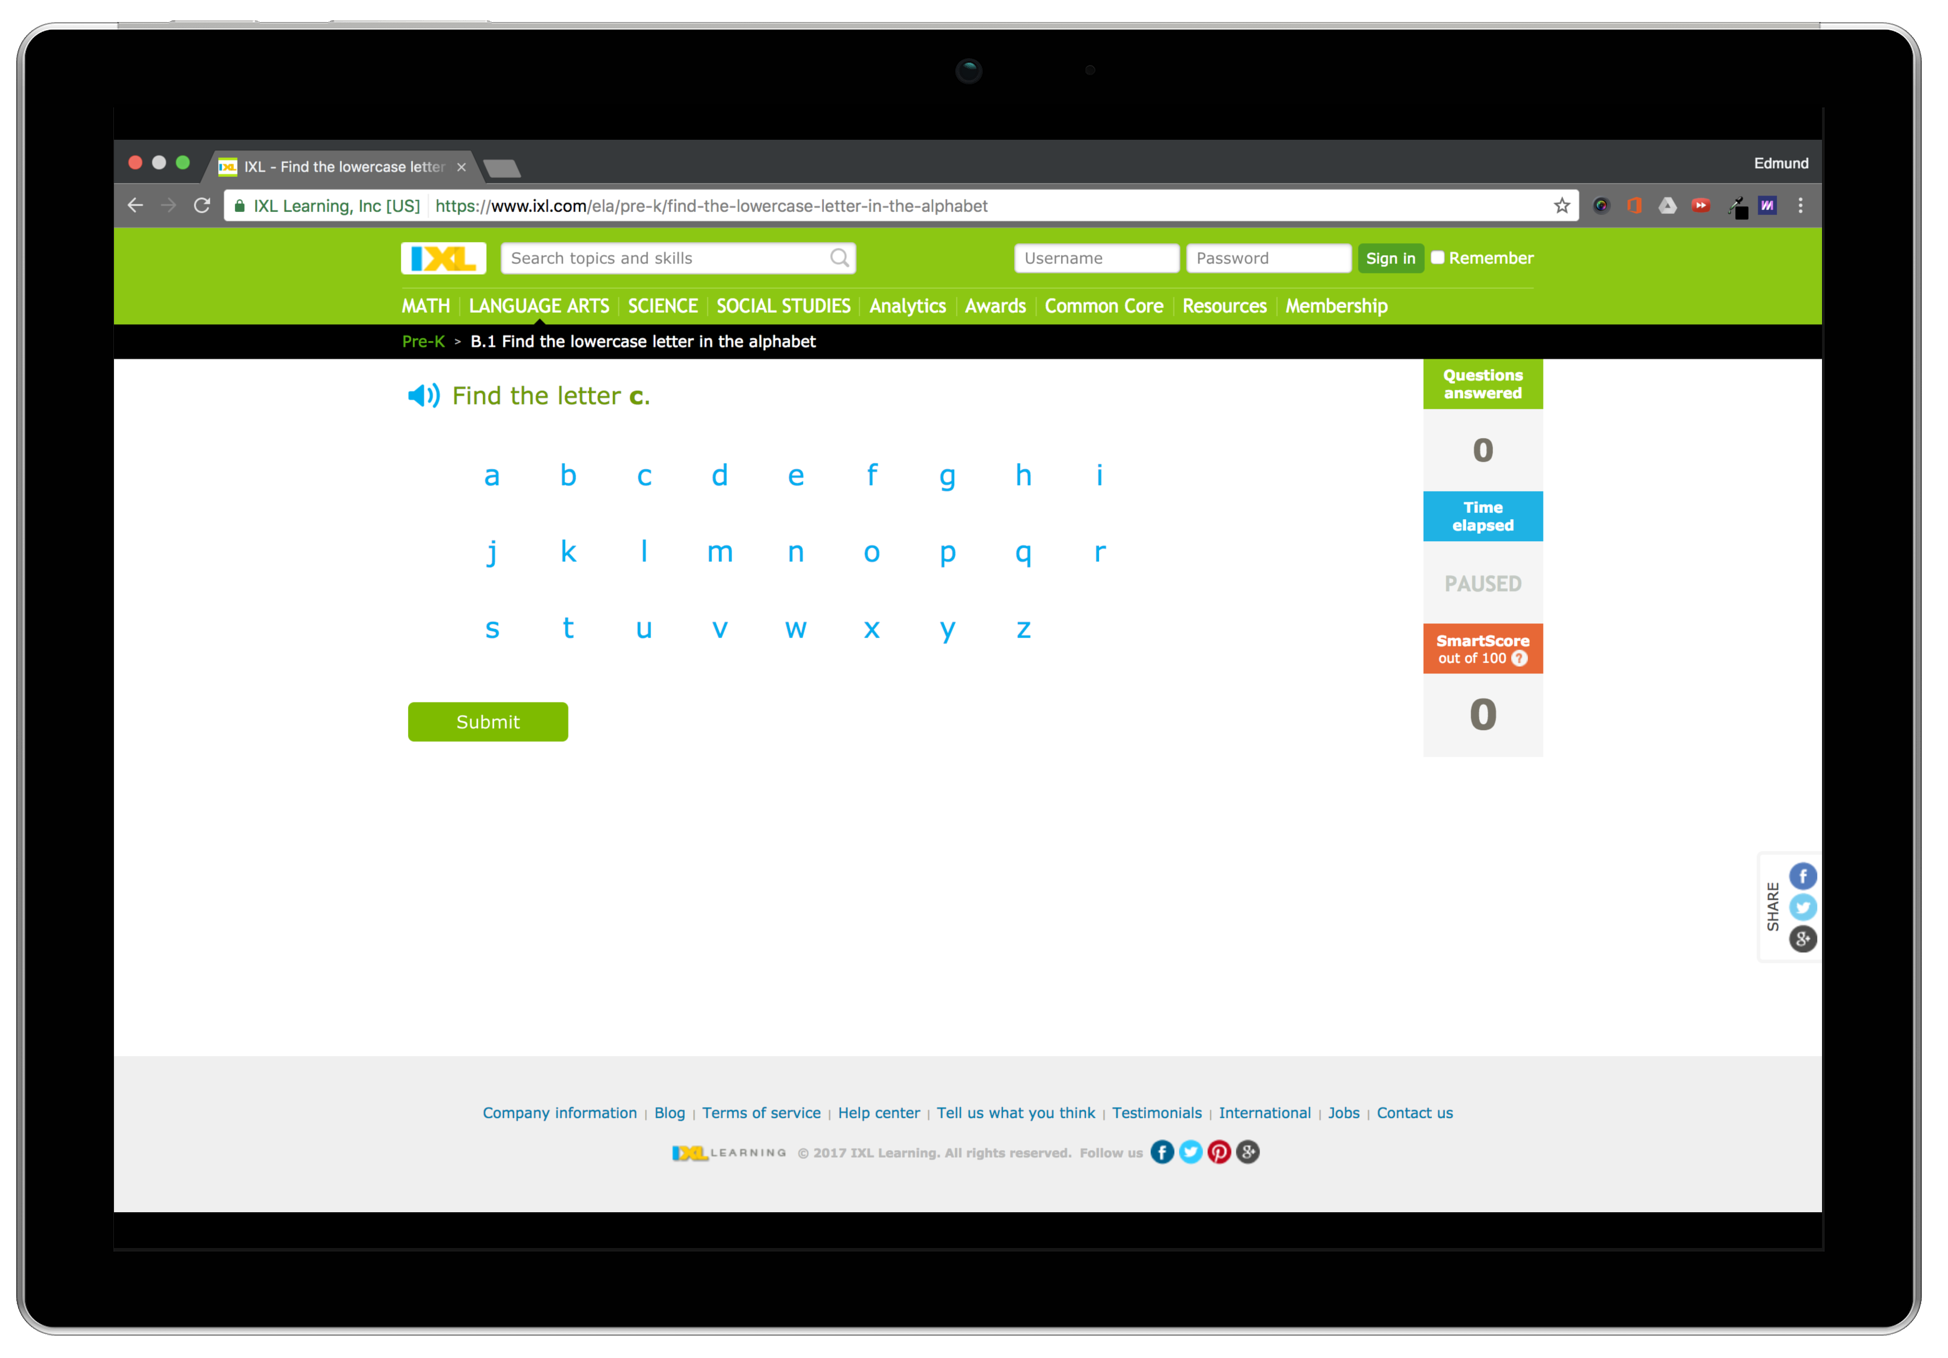 IXL - Find the lowercase letter
Edmund
IXL Learning, Inc [US] https://www.ixl.com/ela/pre-k/find-the-lowercase-letter-in-the-alphabet
IXL Search topics and skills Username Password Sign in Remember
MATH LANGUAGE ARTS SCIENCE SOCIAL STUDIES Analytics Awards Common Core Resources Membership
Pre-K > B.1 Find the lowercase letter in the alphabet
Find the letter c.
a b c d e f g h i
j k l m n o p q r
s t u v w x y z
Submit
Questions
answered
0
Time
elapsed
PAUSED
SmartScore
out of 100 ?
0
SHARE
Company information | Blog | Terms of service | Help center | Tell us what you think | Testimonials | International | Jobs | Contact us
IXL LEARNING © 2017 IXL Learning. All rights reserved. Follow us